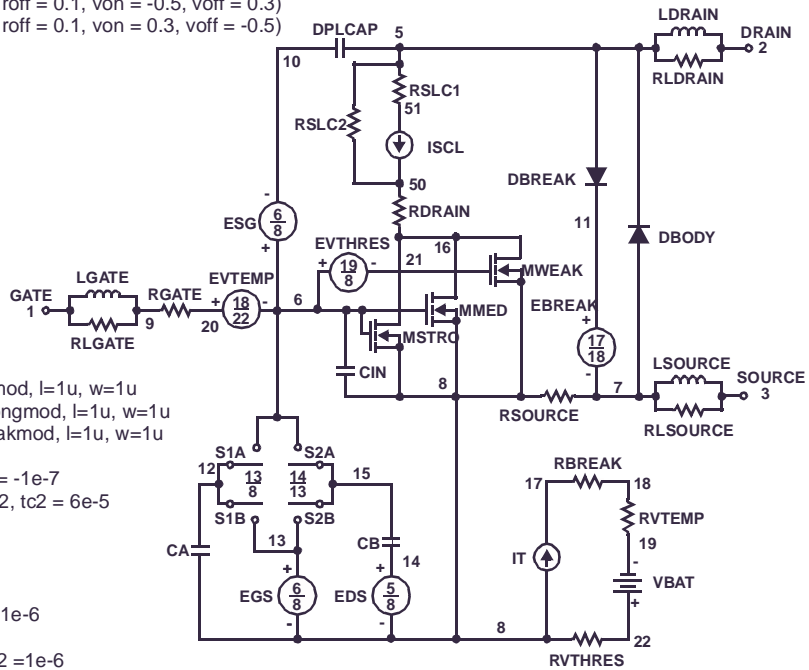 roff = 0.1, von = -0.5, voff = 0.3)
roff = 0.1, von = 0.3, voff = -0.5)
LDRAIN
DPLCAP
5
DRAIN
2
10
RLDRAIN
RSLC1
51
RSLC2
ISCL
50
DBREAK
RDRAIN
-
ESG
6
8
+
11
DBODY
EVTHRES
16
+
19
8
-
21
MWEAK
LGATE
EVTEMP
GATE
1
RGATE
+
18
22
-
6
EBREAK
MMED
+
9
20
RLGATE
MSTRO
17
18
-
LSOURCE
CIN
8
7
SOURCE
3
RSOURCE
RLSOURCE
mod, l=1u, w=1u
ongmod, l=1u, w=1u
akmod, l=1u, w=1u
= -1e-7
2, tc2 = 6e-5
1e-6
2 =1e-6
S1A
S2A
12
13
8
14
13
15
S1B
S2B
13
CA
CB
14
+
+
EGS
6
8
EDS
5
8
-
-
8
RBREAK
17
18
RVTEMP
19
IT
-
VBAT
+
22
RVTHRES